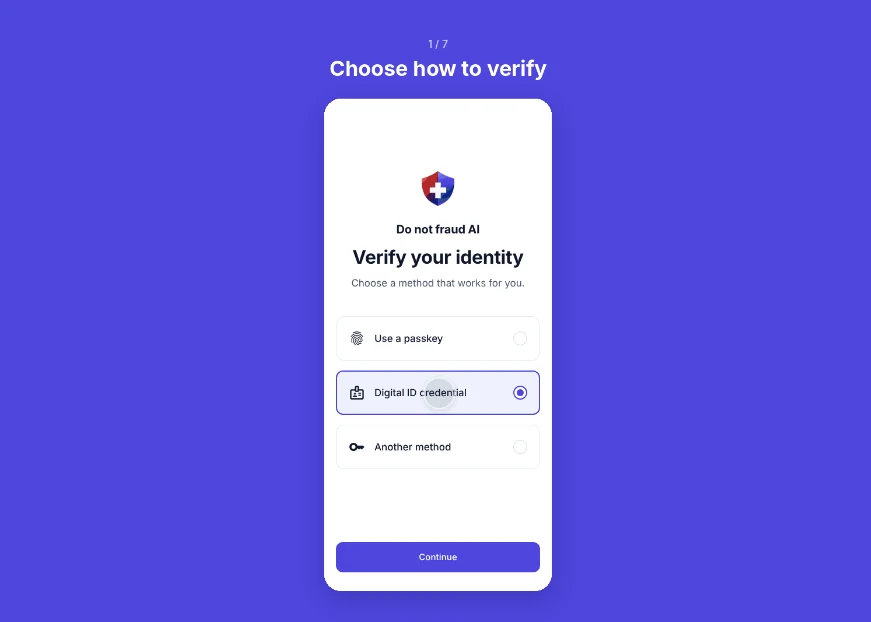 1 / 7
Choose how to verify
Do not fraud AI
Verify your identity
Choose a method that works for you.
Use a passkey
Digital ID credential
Another method
Continue